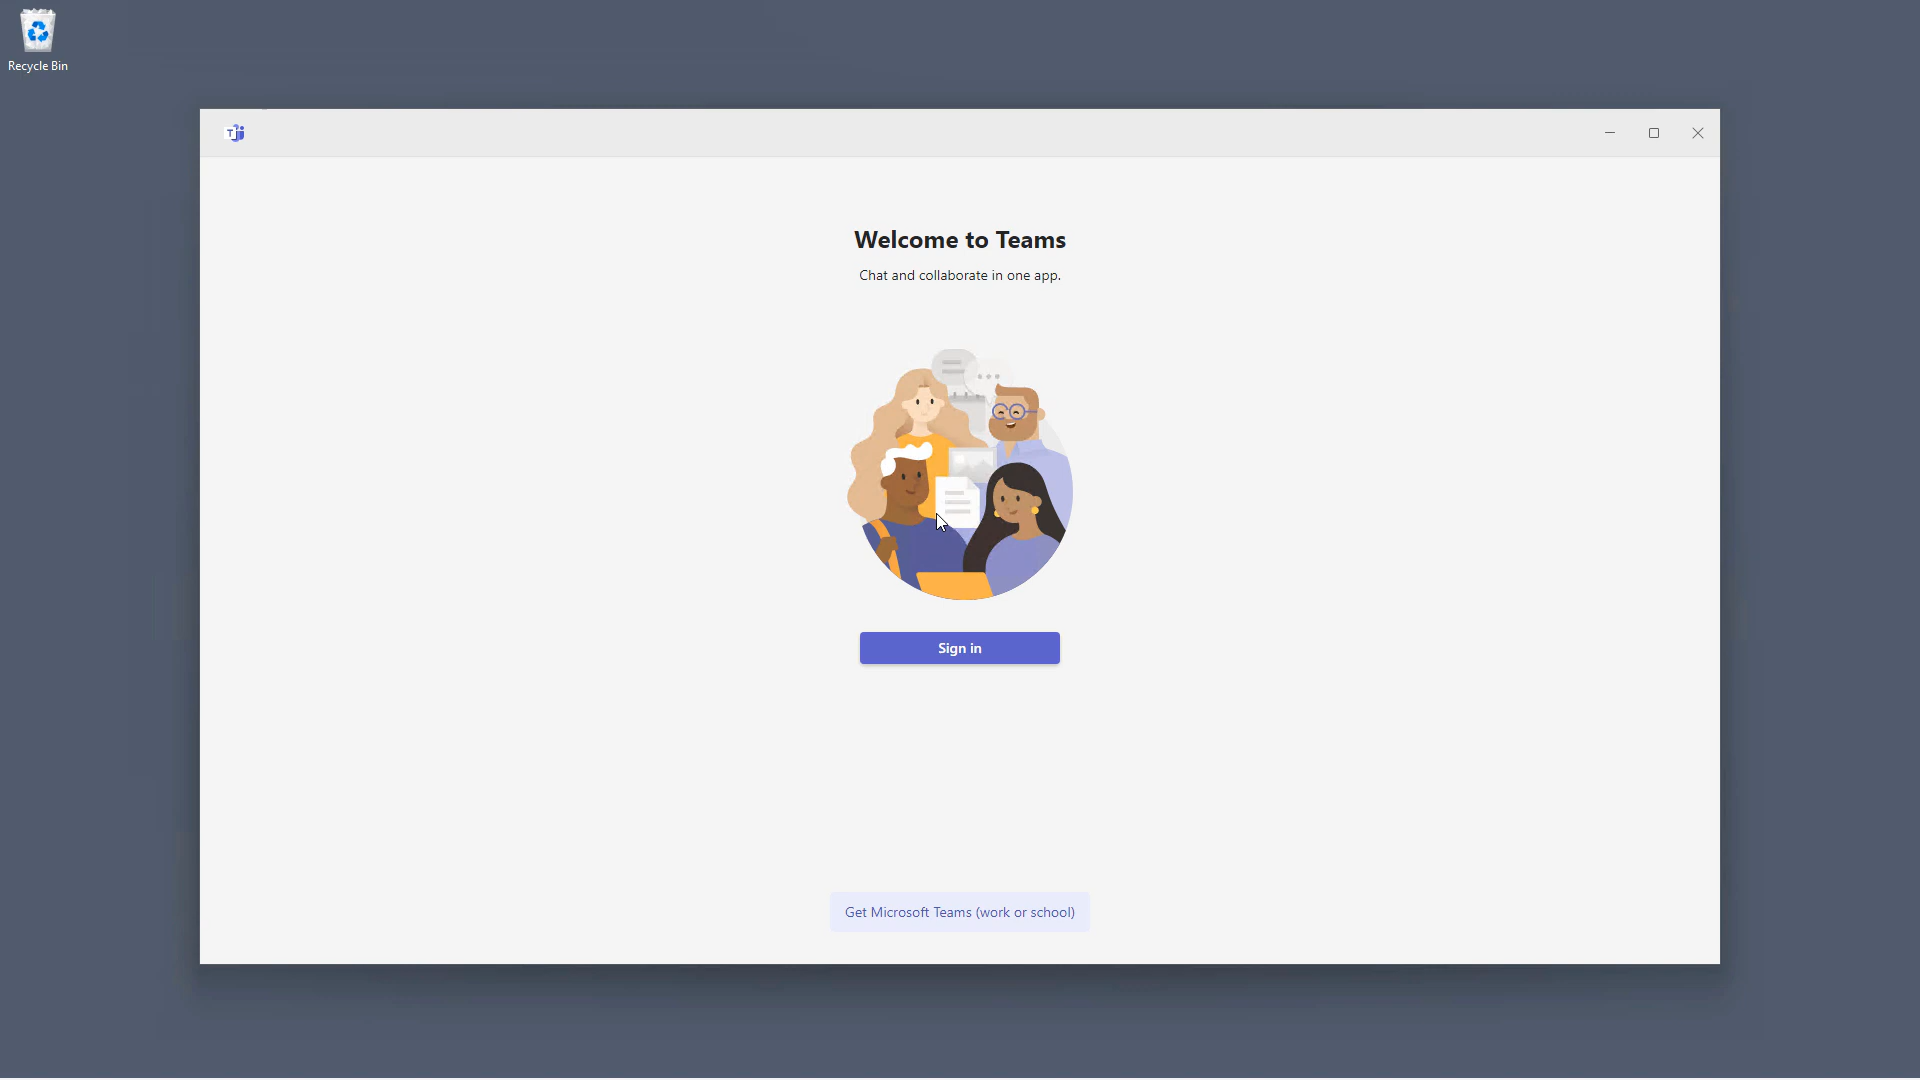 Recycle Bin
Welcome to Teams
Chat and collaborate in one app.
Sign in
Get Microsoft Teams (work or school)